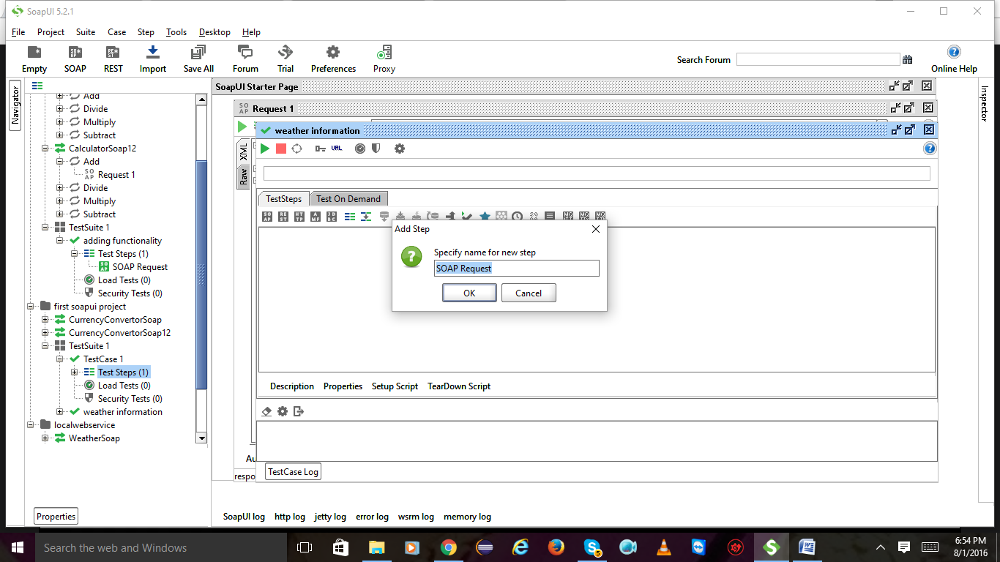 SoapUI 5.2.1
File Project Suite Case Step Tools Desktop Help
Empty SOAP REST Import Save All Forum Trial Preferences Proxy Search Forum Online Help
Navigator
Inspector
Add
Divide
Multiply
Subtract
CalculatorSoap12
Add
Request 1
Divide
Multiply
Subtract
TestSuite 1
adding functionality
Test Steps (1)
SOAP Request
Load Tests (0)
Security Tests (0)
first soapui project
CurrencyConvertorSoap
CurrencyConvertorSoap12
TestSuite 1
TestCase 1
Test Steps (1)
Load Tests (0)
Security Tests (0)
weather information
localwebservice
WeatherSoap
Properties
SoapUI Starter Page
Request 1
XML
Raw
weather information
URL
TestSteps Test On Demand
Add Step
Specify name for new step
SOAP Request
OK Cancel
Description Properties Setup Script TearDown Script
Au
respo
TestCase Log
SoapUI log http log jetty log error log wsrm log memory log
Search the web and Windows
5
6:54 PM
8/1/2016